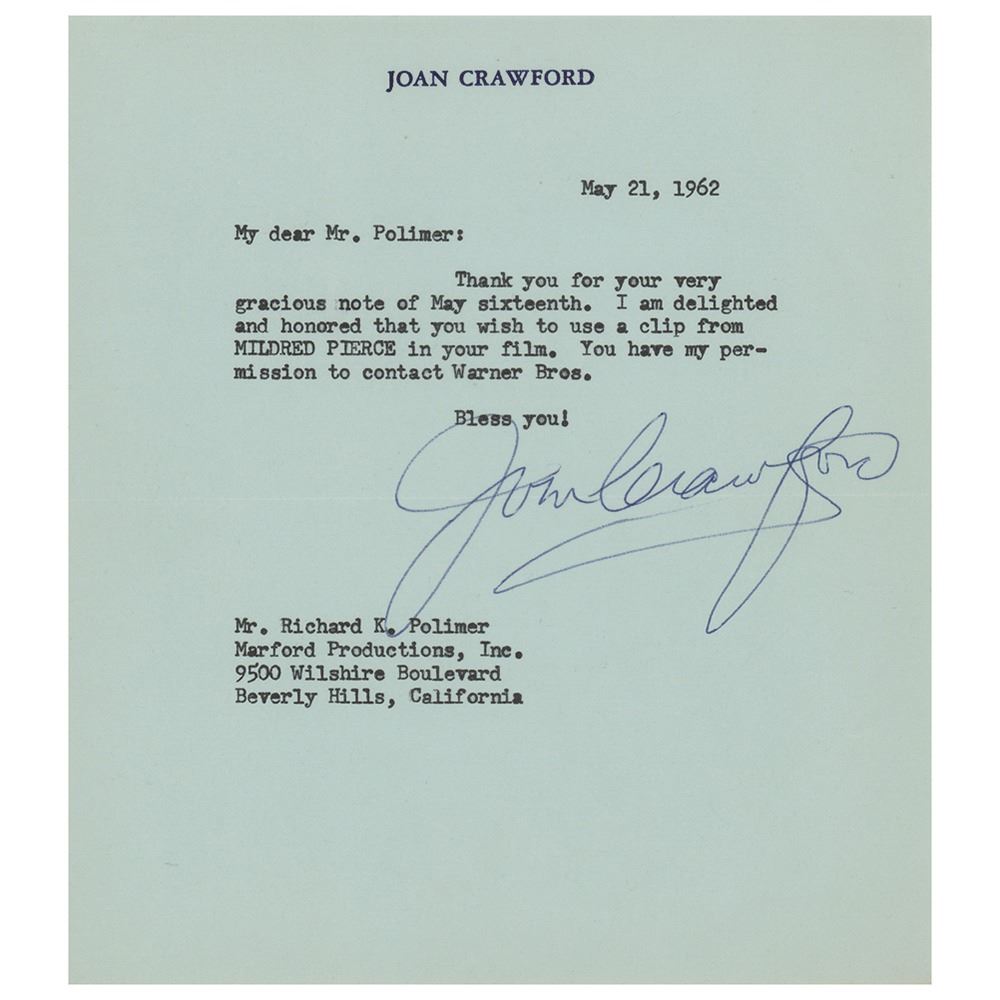 JOAN CRAWFORD
May 21, 1962
My dear Mr. Polimer:
Thank you for your very
gracious note of May sixteenth. I am delighted
and honored that you wish to use a clip from
MILDRED PIERCE in your film. You have my per-
mission to contact Warner Bros.
Bless you!
Joan Crawford
Mr. Richard K. Polimer
Marford Productions, Inc.
9500 Wilshire Boulevard
Beverly Hills, California